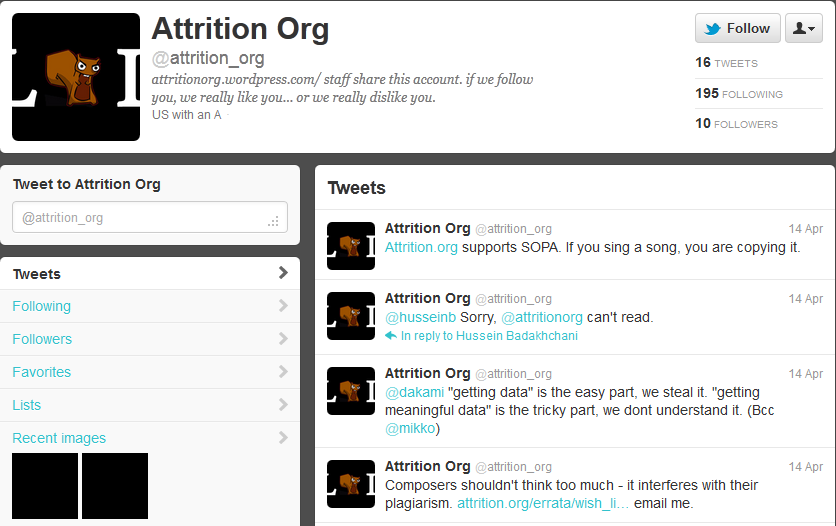 Attrition Org
@attrition_org
attritionorg.wordpress.com/ staff share this account. if we follow
you, we really like you... or we really dislike you.
US with an A ·
Follow
16 TWEETS
195 FOLLOWING
10 FOLLOWERS
Tweet to Attrition Org
@attrition_org
Tweets
Following
Followers
Favorites
Lists
Recent images
Tweets
Attrition Org @attrition_org 14 Apr
Attrition.org supports SOPA. If you sing a song, you are copying it.
Attrition Org @attrition_org 14 Apr
@husseinb Sorry, @attritionorg can't read.
In reply to Hussein Badakhchani
Attrition Org @attrition_org 14 Apr
@dakami "getting data" is the easy part, we steal it. "getting
meaningful data" is the tricky part, we dont understand it. (Bcc
@mikko)
Attrition Org @attrition_org 14 Apr
Composers shouldn't think too much - it interferes with their
plagiarism. attrition.org/errata/wish_li… email me.